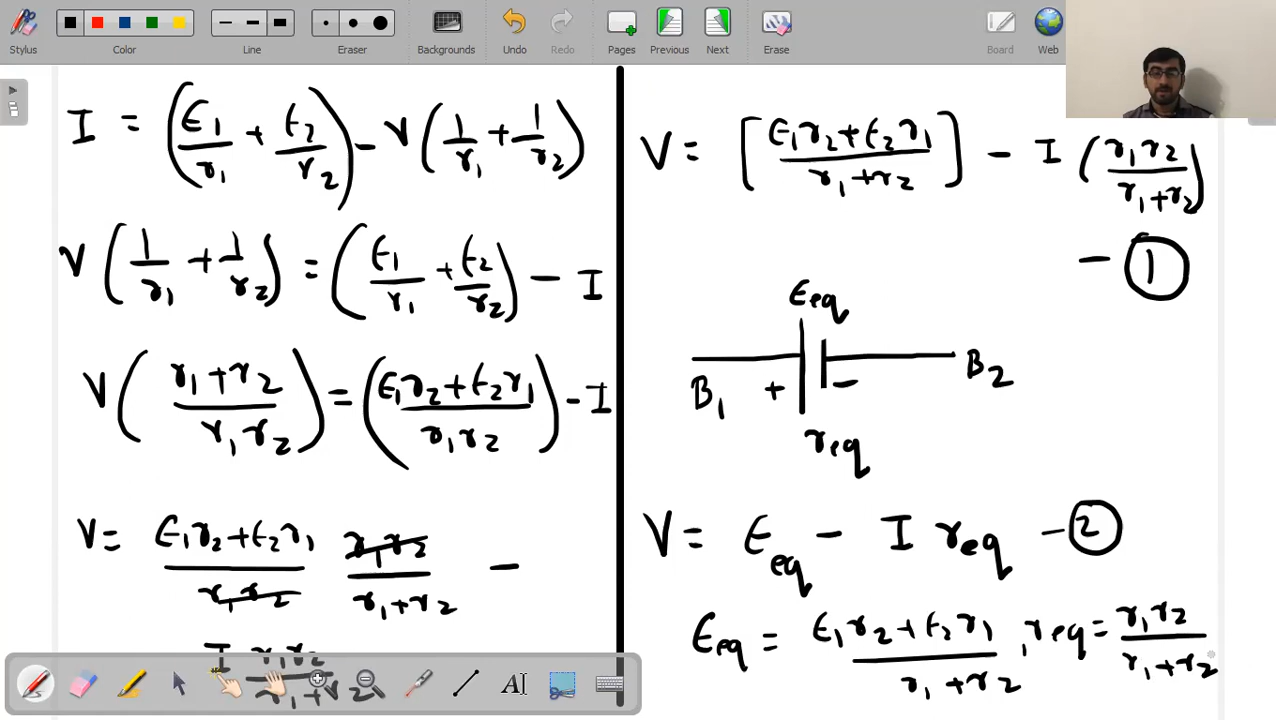 Stylus Color Line Eraser Backgrounds Undo Redo Pages Previous Next Erase Board Web
I = (ε1/r1 + ε2/r2) - V(1/r1 + 1/r2)
V(1/r1 + 1/r2) = (ε1/r1 + ε2/r2) - I
V(r1+r2/r1r2) = (ε1r2+ε2r1/r1r2) - I
V = ε1r2+ε2r1/r1r2 r1r2/r1+r2 -
I r1r2/r1+r2
V = [ε1r2+ε2r1/r1+r2] - I(r1r2/r1+r2)
- 1
εeq
B1 + - B2
req
V = εeq - I req - 2
εeq = ε1r2+ε2r1/r1+r2, req = r1r2/r1+r2